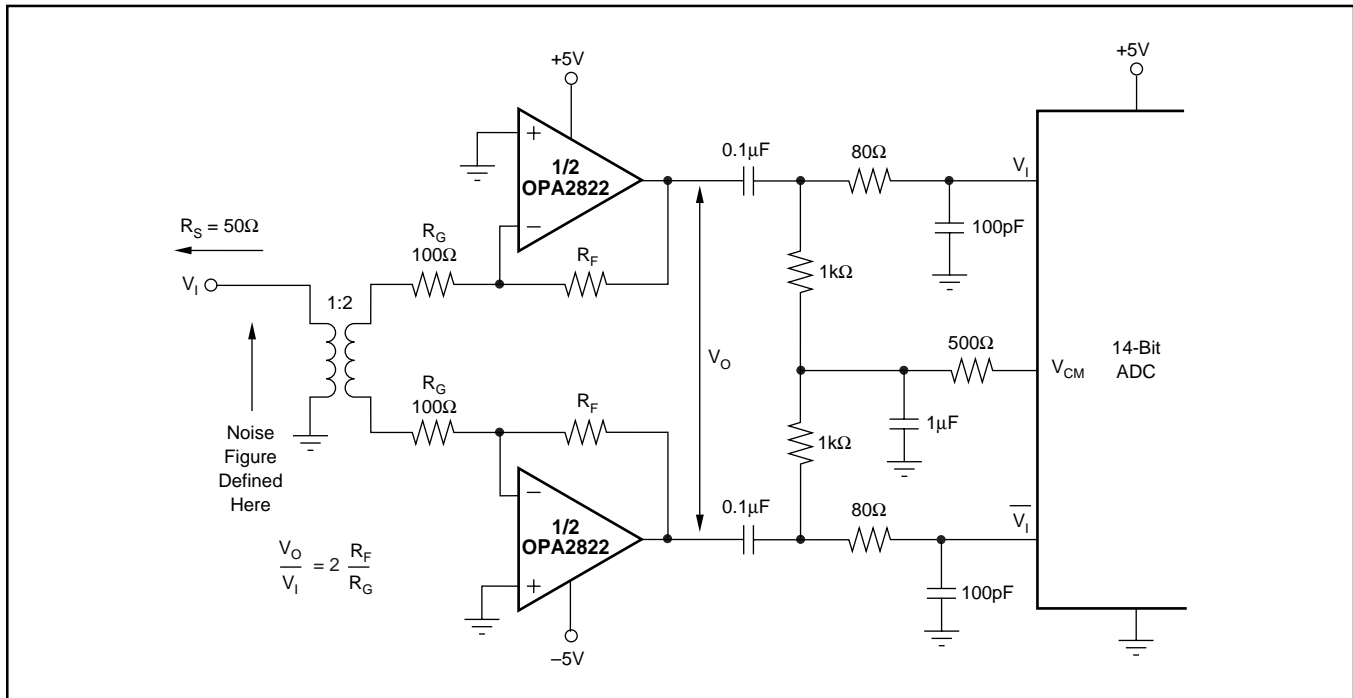 +5V
+5V
+
1/2
OPA2822
–
0.1µF
80Ω
V_I
100pF
R_S = 50Ω
R_G
100Ω
R_F
V_I
1:2
1kΩ
V_O
500Ω
V_CM
14-Bit
ADC
R_G
100Ω
R_F
1µF
1kΩ
Noise
Figure
Defined
Here
–
1/2
OPA2822
+
0.1µF
80Ω
V̅_I
100pF
V_O/V_I = 2 R_F/R_G
–5V